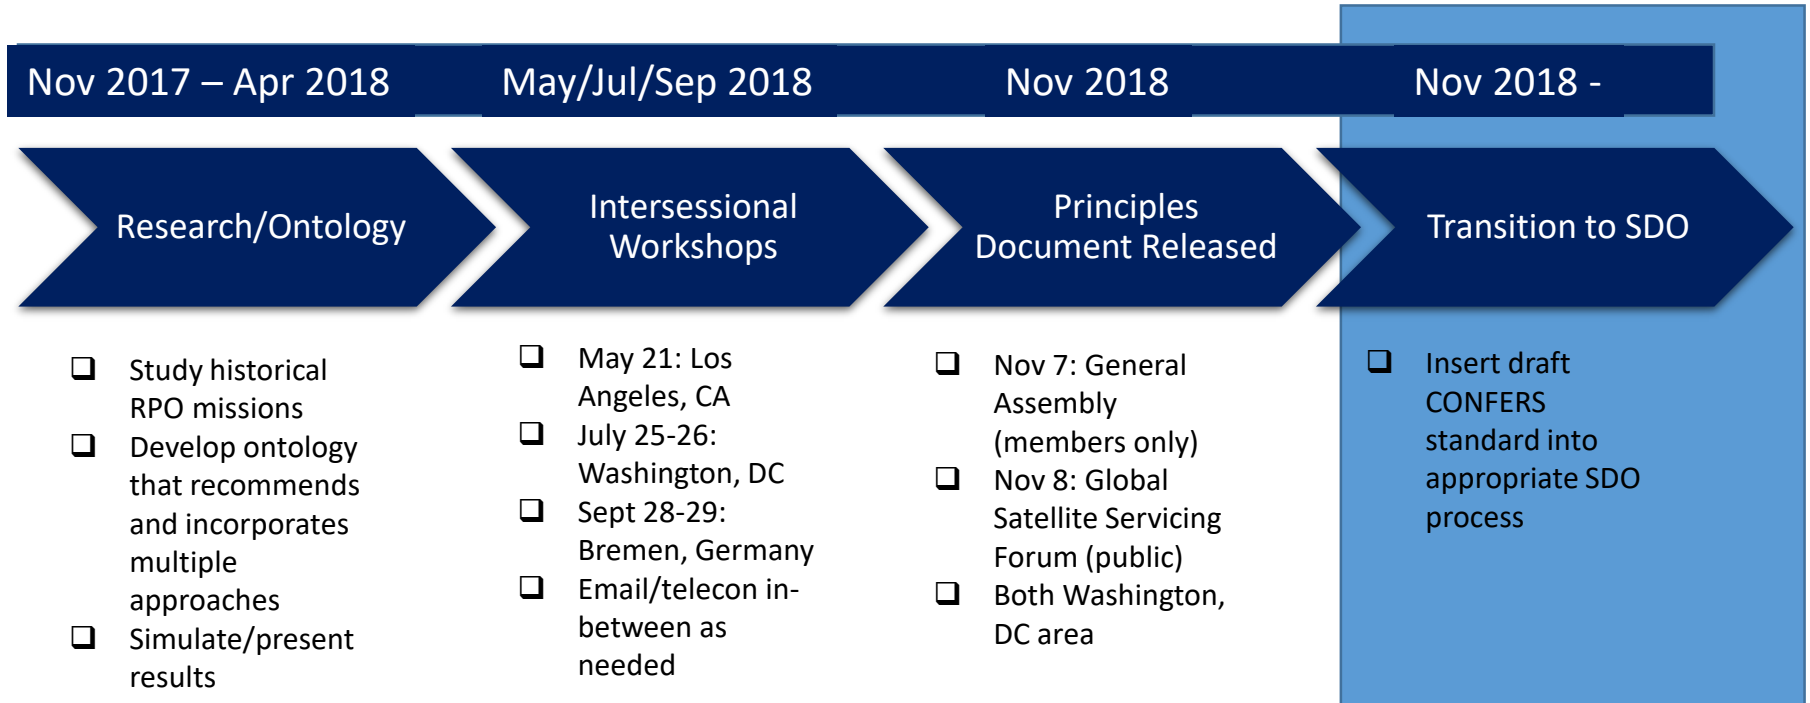 Nov 2017 – Apr 2018
May/Jul/Sep 2018
Nov 2018
Nov 2018 -
Research/Ontology
Intersessional
Workshops
Principles
Document Released
Transition to SDO
❑ Study historical
RPO missions
❑ Develop ontology
that recommends
and incorporates
multiple
approaches
❑ Simulate/present
results
❑ May 21: Los
Angeles, CA
❑ July 25-26:
Washington, DC
❑ Sept 28-29:
Bremen, Germany
❑ Email/telecon in-
between as
needed
❑ Nov 7: General
Assembly
(members only)
❑ Nov 8: Global
Satellite Servicing
Forum (public)
❑ Both Washington,
DC area
❑ Insert draft
CONFERS
standard into
appropriate SDO
process